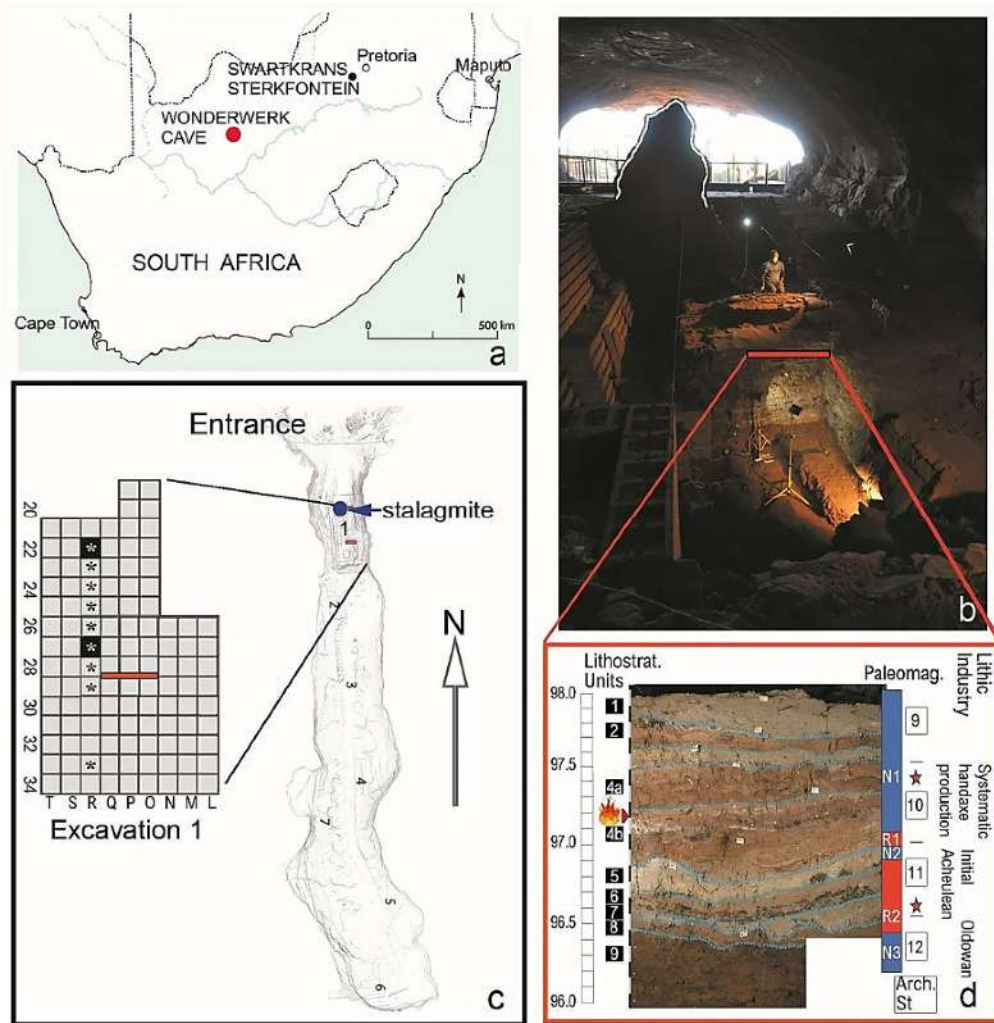 Pretoria
SWARTKRANS
STERKFONTEIN
Maputo
WONDERWERK
CAVE
SOUTH AFRICA
N
Cape Town
0 500 km
a
b
Entrance
stalagmite
1
2
3
4
7
5
6
N
20
22
24
26
28
30
32
34
* * * * * * * * *
T S R Q P O N M L
Excavation 1
c
Lithostrat.
Units
Paleomag.
Lithic
Industry
98.0
97.5
97.0
96.5
96.0
1
2
4a
4b
5
6
7
8
9
N1
R1
N2
R2
N3
9
10
11
12
Systematic
handaxe
production
Initial
Acheulean
Oldowan
Arch.
St
d